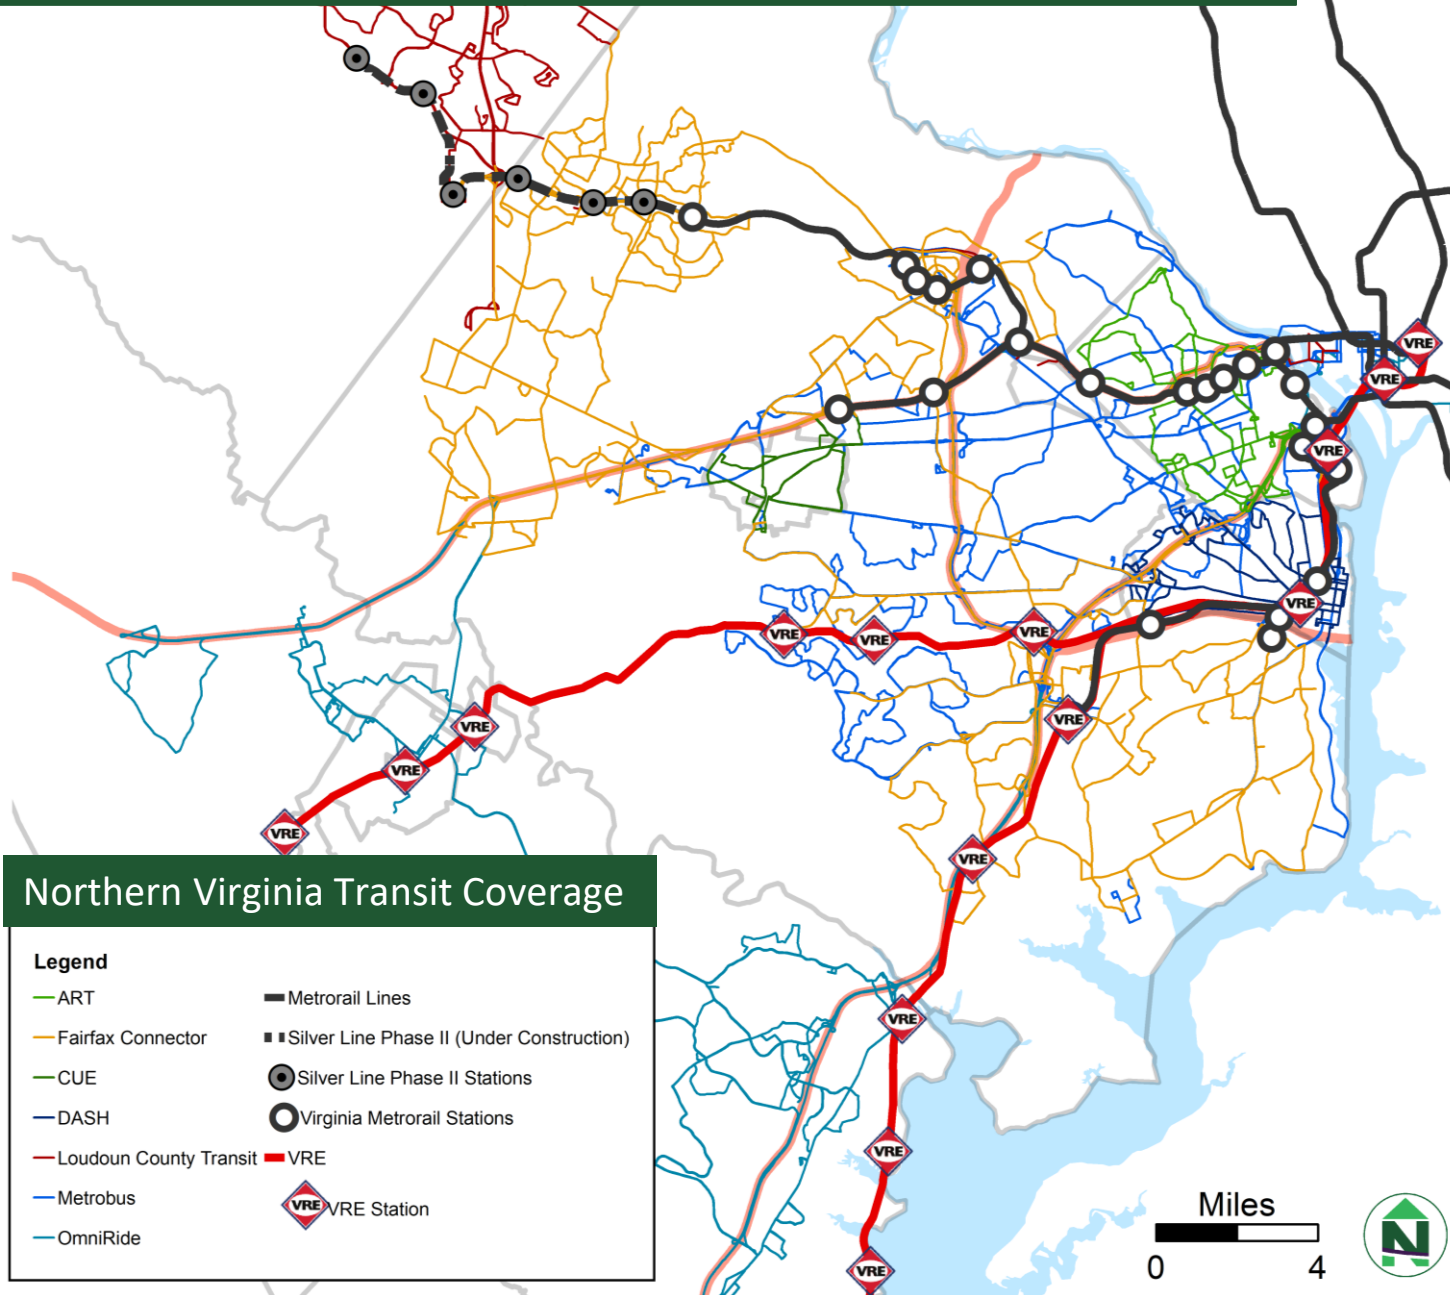 VRE
VRE
VRE
VRE
VRE
VRE
VRE
VRE
VRE
VRE
VRE
VRE
VRE
Northern Virginia Transit Coverage
Legend
ART
Metrorail Lines
Fairfax Connector
Silver Line Phase II (Under Construction)
CUE
Silver Line Phase II Stations
DASH
Virginia Metrorail Stations
Loudoun County Transit
VRE
Metrobus
VRE
VRE Station
OmniRide
VRE
VRE
Miles
0
4
N